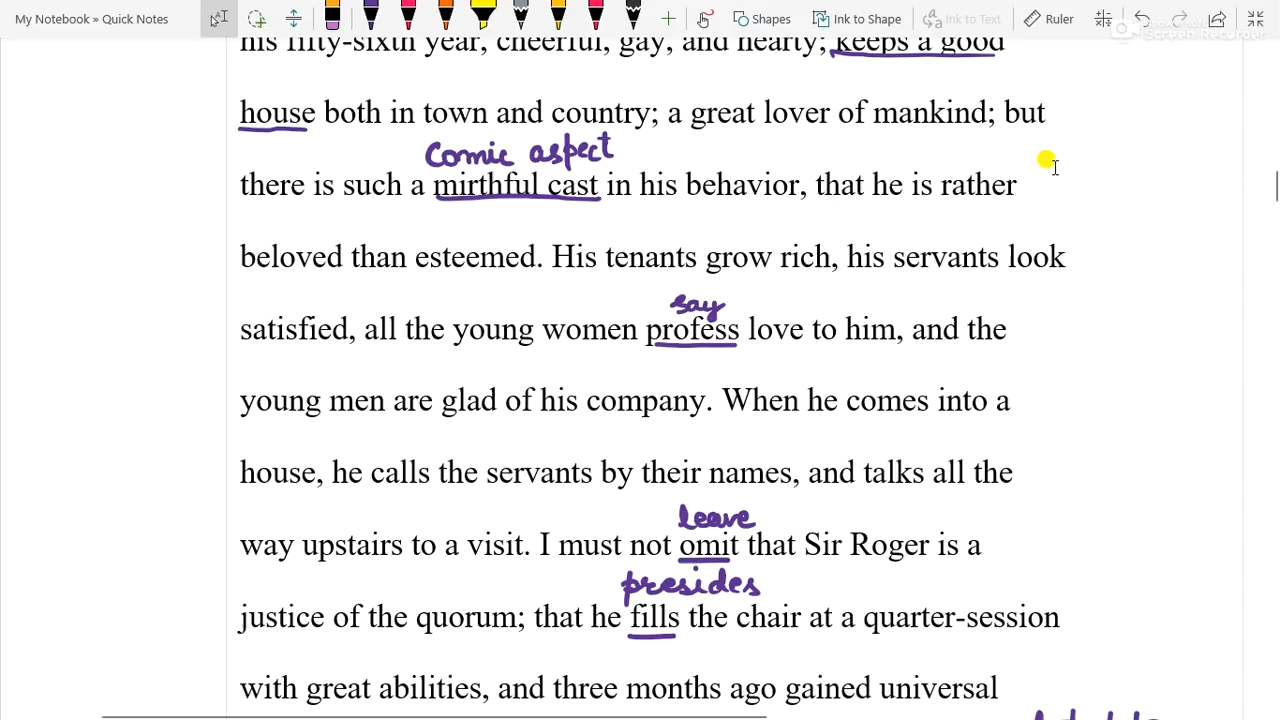 My Notebook » Quick Notes
Shapes
Ink to Shape
Ink to Text
Ruler
Screen Recorder
his fifty-sixth year, cheerful, gay, and hearty; keeps a good
house both in town and country; a great lover of mankind; but
Comic aspect
there is such a mirthful cast in his behavior, that he is rather
beloved than esteemed. His tenants grow rich, his servants look
say
satisfied, all the young women profess love to him, and the
young men are glad of his company. When he comes into a
house, he calls the servants by their names, and talks all the
leave
way upstairs to a visit. I must not omit that Sir Roger is a
presides
justice of the quorum; that he fills the chair at a quarter-session
with great abilities, and three months ago gained universal